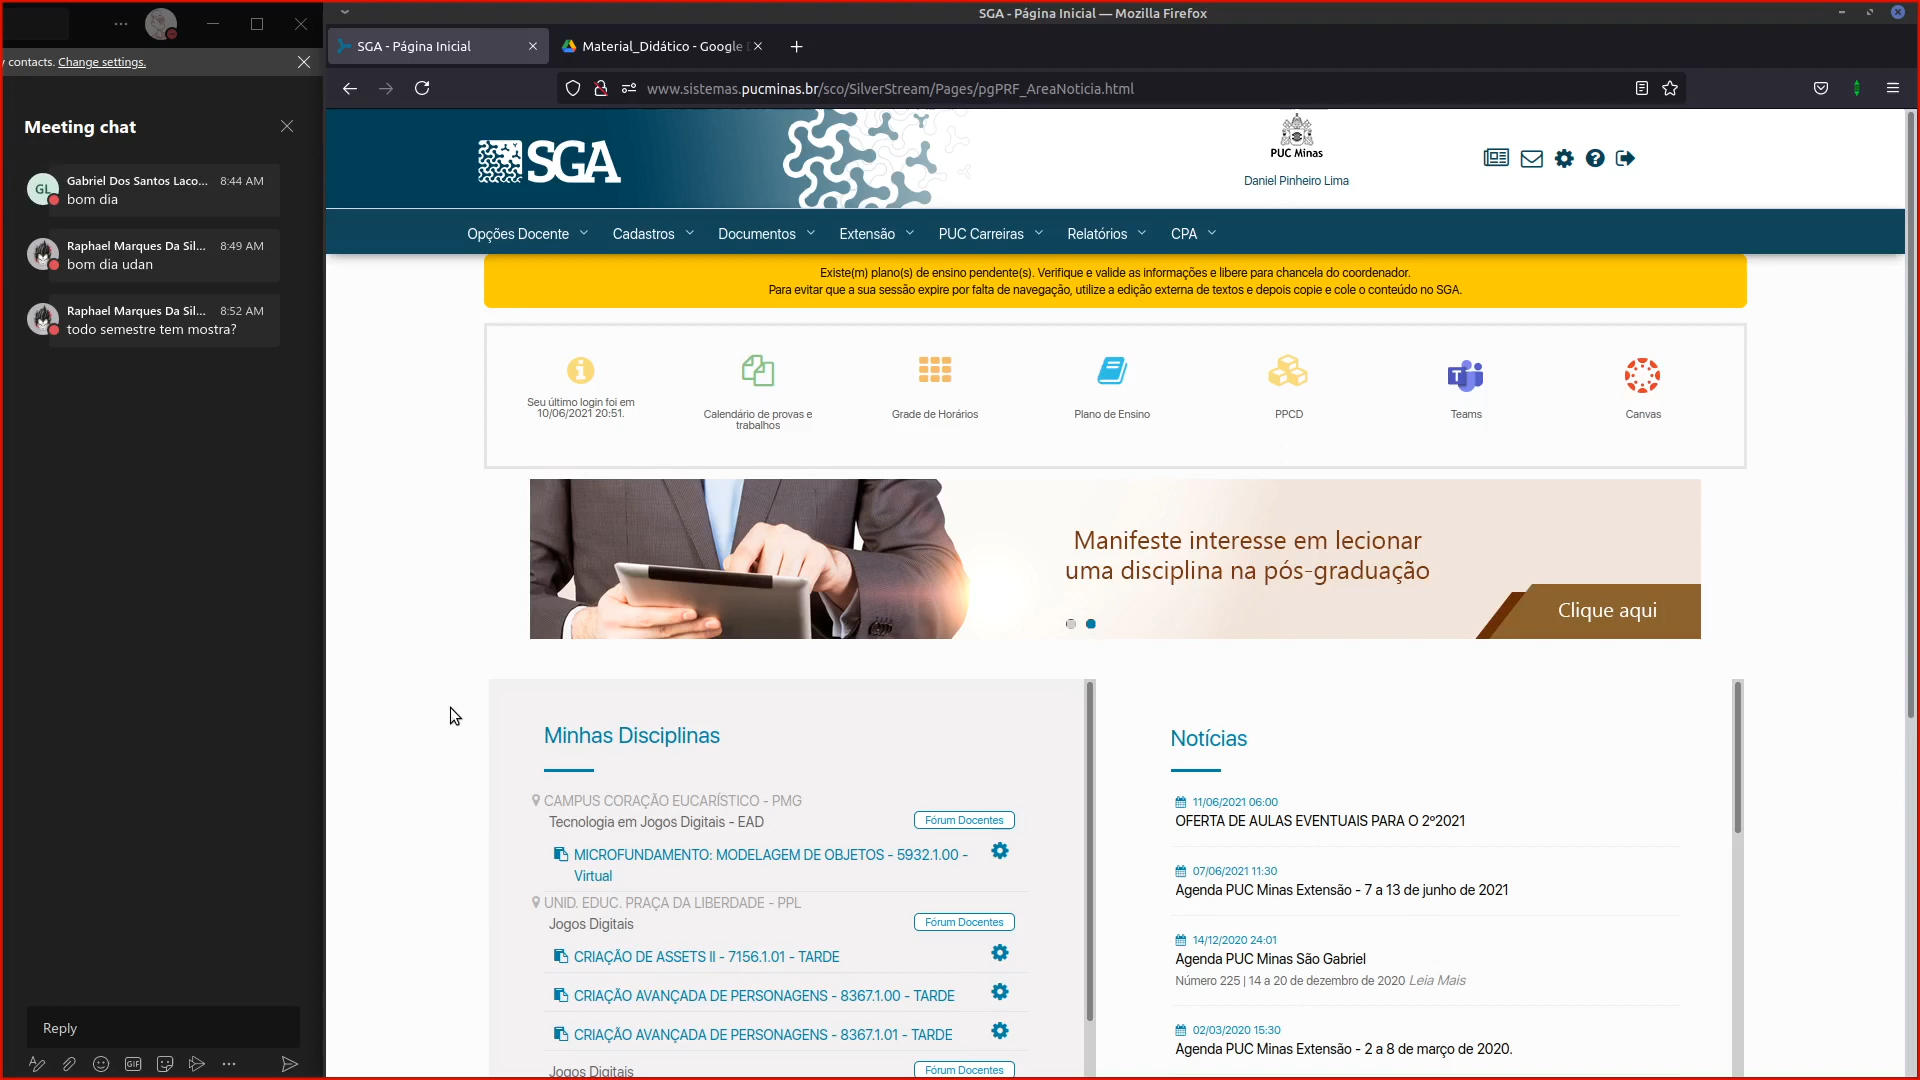 SGA - Página Inicial — Mozilla Firefox
SGA - Página Inicial
Material_Didático - Google
contacts. Change settings.
www.sistemas.pucminas.br/sco/SilverStream/Pages/pgPRF_AreaNoticia.html
Meeting chat
GL
Gabriel Dos Santos Laco... 8:44 AM
bom dia
Raphael Marques Da Sil... 8:49 AM
bom dia udan
Raphael Marques Da Sil... 8:52 AM
todo semestre tem mostra?
Reply
GIF
SGA
PUC Minas
Daniel Pinheiro Lima
Opções Docente Cadastros Documentos Extensão PUC Carreiras Relatórios CPA
Existe(m) plano(s) de ensino pendente(s). Verifique e valide as informações e libere para chancela do coordenador.
Para evitar que a sua sessão expire por falta de navegação, utilize a edição externa de textos e depois copie e cole o conteúdo no SGA.
Seu último login foi em
10/06/2021 20:51.
Calendário de provas e
trabalhos
Grade de Horários
Plano de Ensino
PPCD
T
Teams
Canvas
Manifeste interesse em lecionar
uma disciplina na pós-graduação
Clique aqui
Minhas Disciplinas
CAMPUS CORAÇÃO EUCARÍSTICO - PMG
Tecnologia em Jogos Digitais - EAD
Fórum Docentes
MICROFUNDAMENTO: MODELAGEM DE OBJETOS - 5932.1.00 -
Virtual
UNID. EDUC. PRAÇA DA LIBERDADE - PPL
Jogos Digitais
Fórum Docentes
CRIAÇÃO DE ASSETS II - 7156.1.01 - TARDE
CRIAÇÃO AVANÇADA DE PERSONAGENS - 8367.1.00 - TARDE
CRIAÇÃO AVANÇADA DE PERSONAGENS - 8367.1.01 - TARDE
Jogos Digitais
Fórum Docentes
Notícias
11/06/2021 06:00
OFERTA DE AULAS EVENTUAIS PARA O 2º2021
07/06/2021 11:30
Agenda PUC Minas Extensão - 7 a 13 de junho de 2021
14/12/2020 24:01
Agenda PUC Minas São Gabriel
Número 225 | 14 a 20 de dezembro de 2020 Leia Mais
02/03/2020 15:30
Agenda PUC Minas Extensão - 2 a 8 de março de 2020.